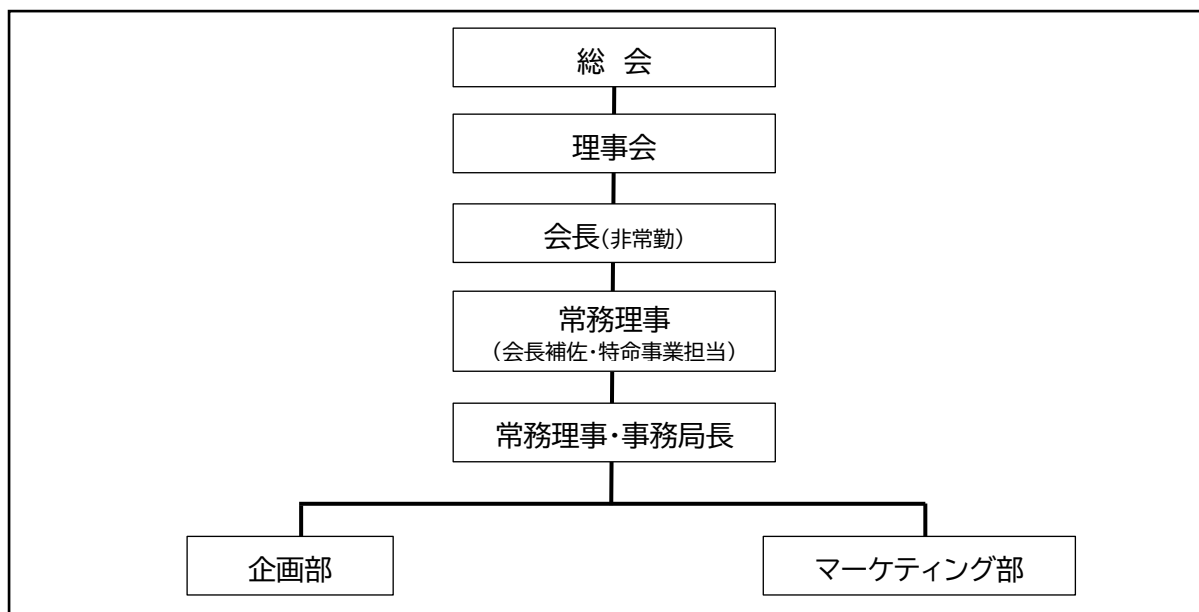 総 会
理事会
会長(非常勤)
常務理事
(会長補佐・特命事業担当)
常務理事・事務局長
企画部
マーケティング部